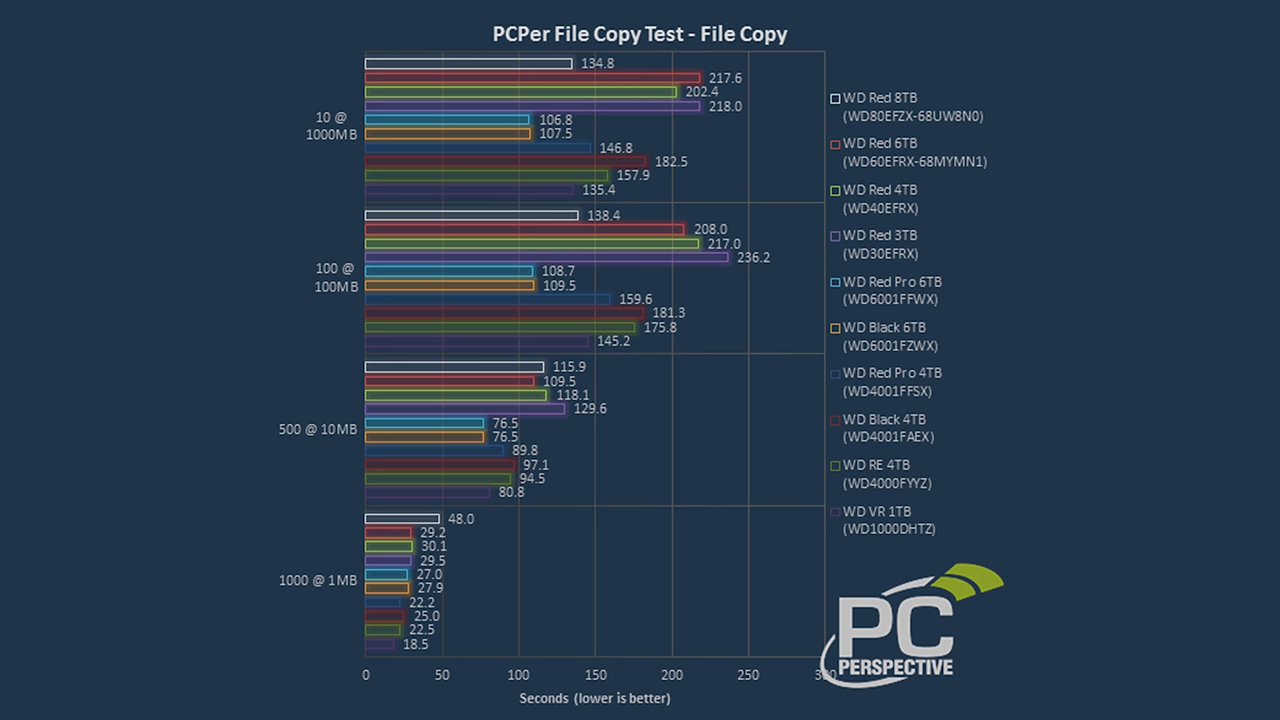 PCPer File Copy Test - File Copy
10 @
1000MB
134.8
217.6
202.4
218.0
106.8
107.5
146.8
182.5
157.9
135.4
100 @
100MB
138.4
208.0
217.0
236.2
108.7
109.5
159.6
181.3
175.8
145.2
500 @ 10MB
115.9
109.5
118.1
129.6
76.5
76.5
89.8
97.1
94.5
80.8
1000 @ 1MB
48.0
29.2
30.1
29.5
27.0
27.9
22.2
25.0
22.5
18.5
0 50 100 150 200 250 300
Seconds (lower is better)
WD Red 8TB
(WD80EFZX-68UW8N0)
WD Red 6TB
(WD60EFRX-68MYMN1)
WD Red 4TB
(WD40EFRX)
WD Red 3TB
(WD30EFRX)
WD Red Pro 6TB
(WD6001FFWX)
WD Black 6TB
(WD6001FZWX)
WD Red Pro 4TB
(WD4001FFSX)
WD Black 4TB
(WD4001FAEX)
WD RE 4TB
(WD4000FYYZ)
WD VR 1TB
(WD1000DHTZ)
PC
PERSPECTIVE